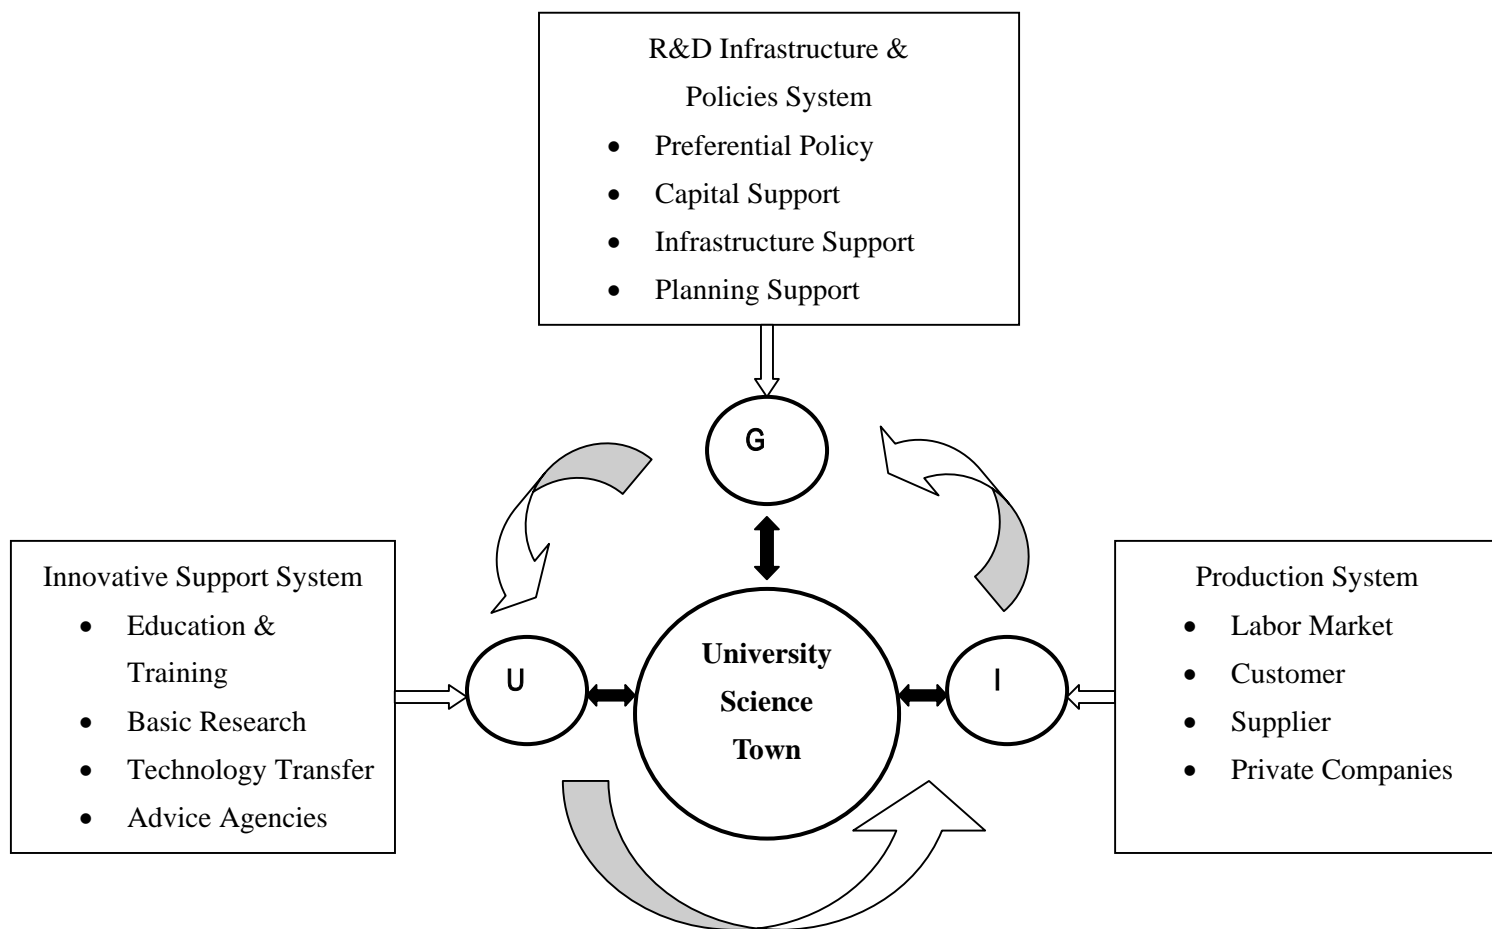 R&D Infrastructure &
Policies System
• Preferential Policy
• Capital Support
• Infrastructure Support
• Planning Support
G
Innovative Support System
• Education &
Training
• Basic Research
• Technology Transfer
• Advice Agencies
U
University
Science
Town
I
Production System
• Labor Market
• Customer
• Supplier
• Private Companies